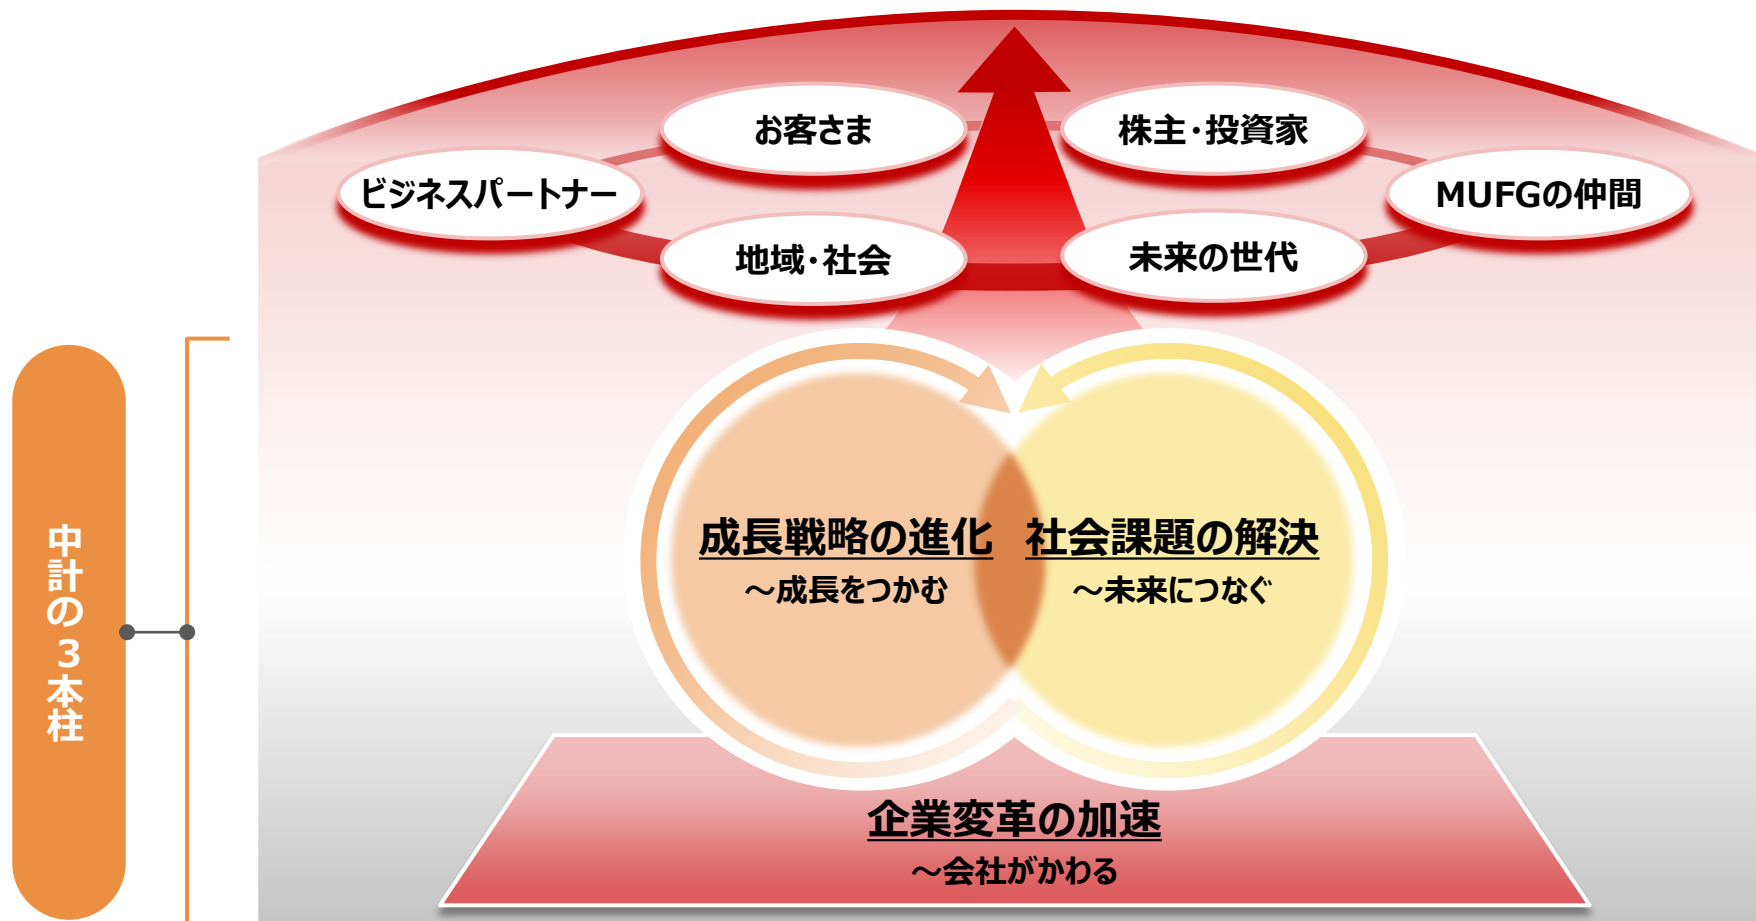 お客さま
株主・投資家
ビジネスパートナー
MUFGの仲間
地域・社会
未来の世代
中計の3本柱
成長戦略の進化
～成長をつかむ
社会課題の解決
～未来につなぐ
企業変革の加速
～会社がかわる